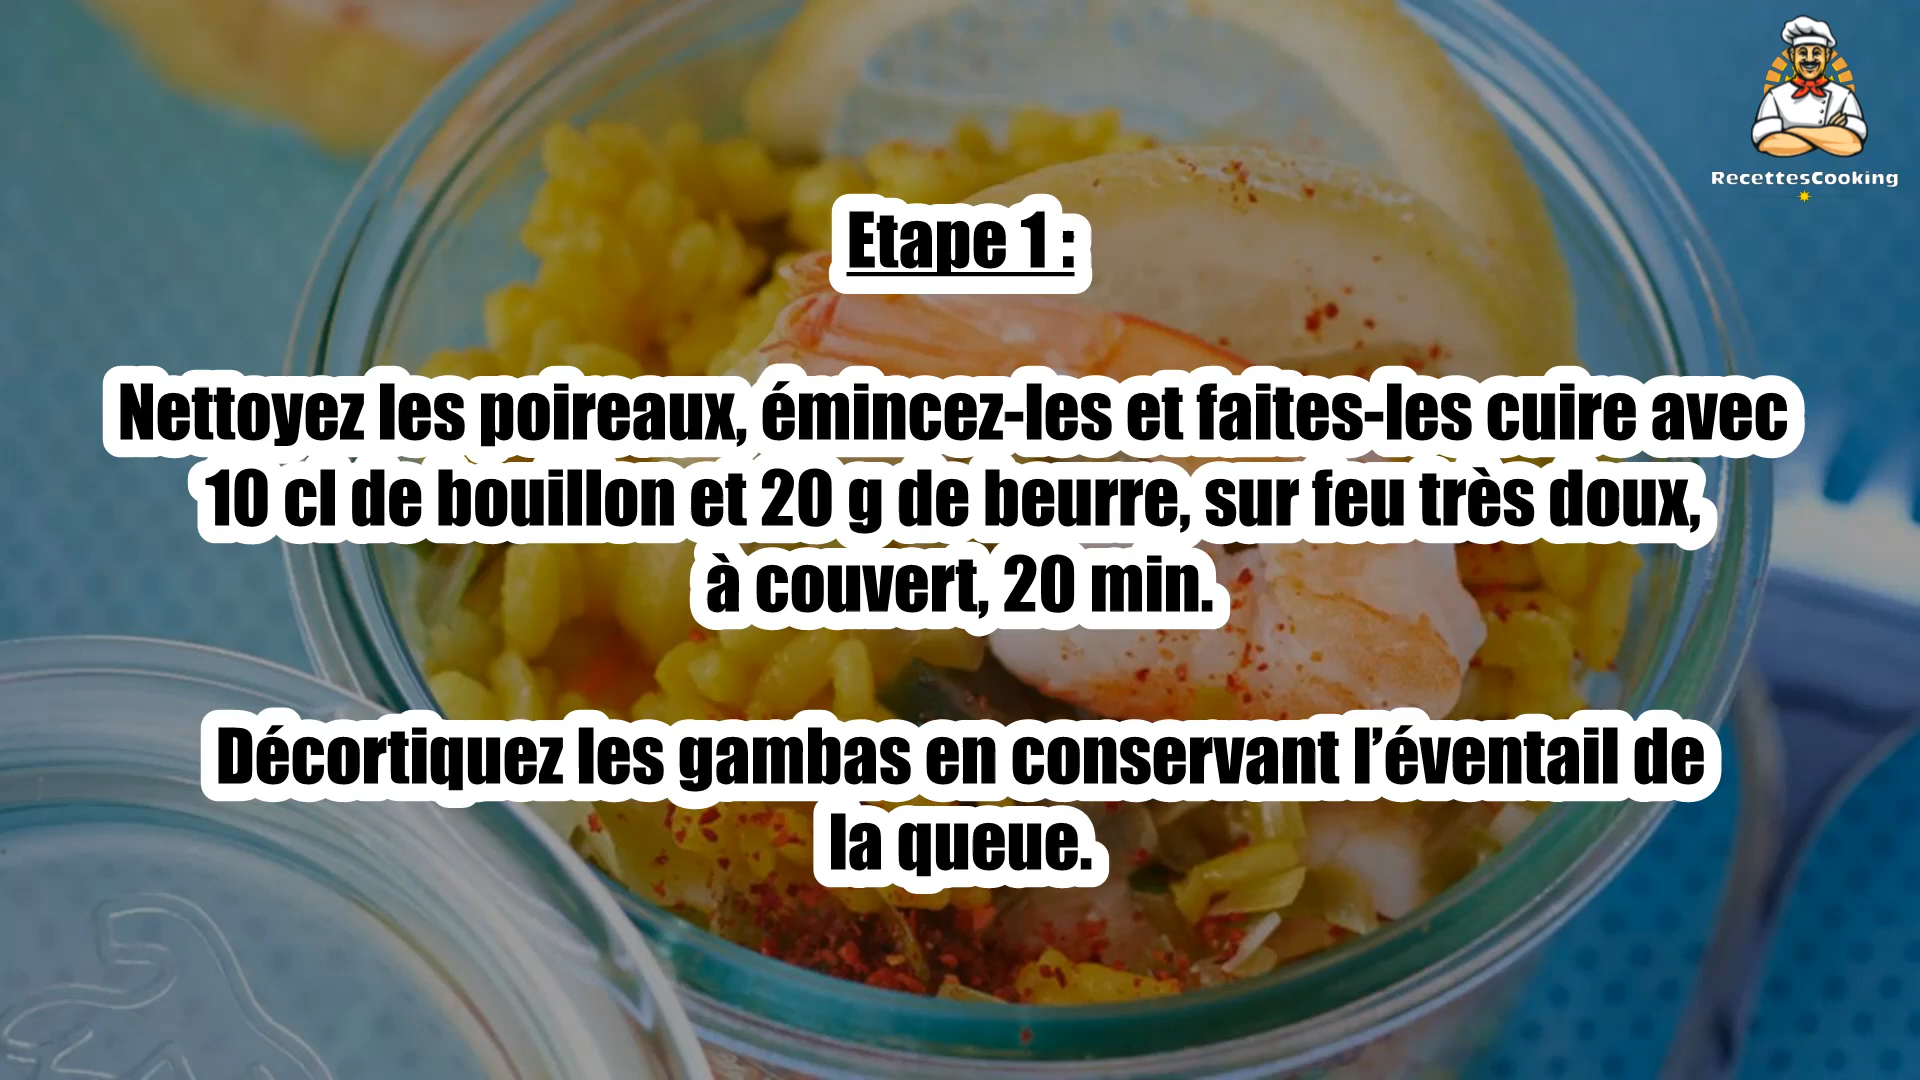 RecettesCooking
Etape 1 :
Nettoyez les poireaux, émincez-les et faites-les cuire avec
10 cl de bouillon et 20 g de beurre, sur feu très doux,
à couvert, 20 min.
Décortiquez les gambas en conservant l’éventail de
la queue.